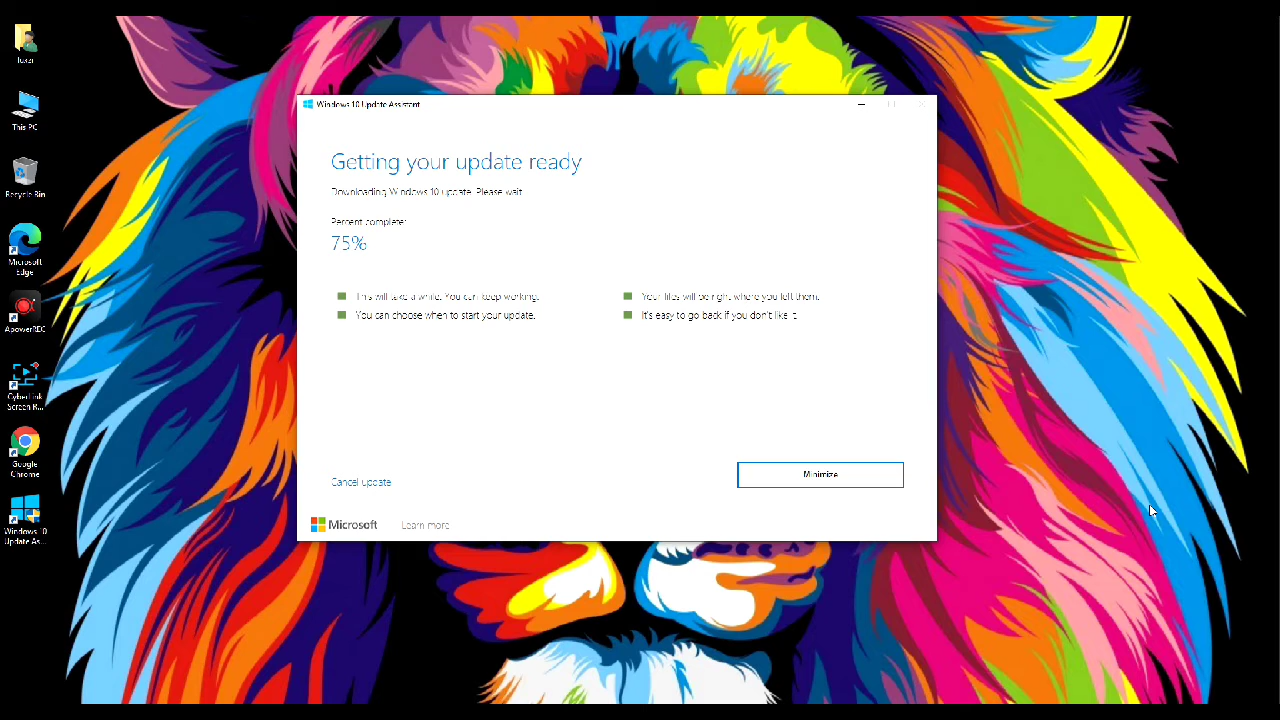 luxer
This PC
Recycle Bin
Microsoft
Edge
ApowerREC
CyberLink
Screen R...
Google
Chrome
Windows 10
Update As...
Windows 10 Update Assistant
Getting your update ready
Downloading Windows 10 update. Please wait.
Percent complete:
75%
This will take a while. You can keep working.
You can choose when to start your update.
Your files will be right where you left them.
It's easy to go back if you don't like it.
Cancel update
Minimize
Microsoft
Learn more